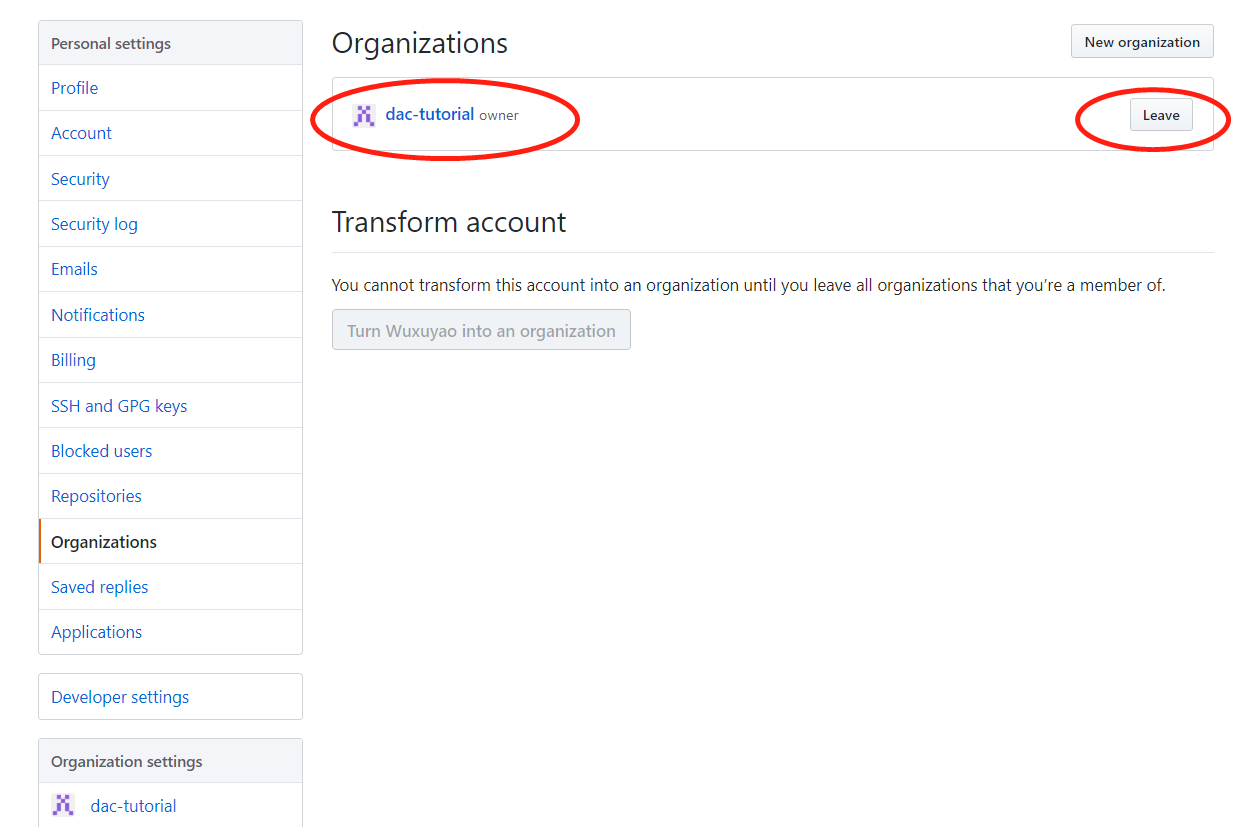 Personal settings
Profile
Account
Security
Security log
Emails
Notifications
Billing
SSH and GPG keys
Blocked users
Repositories
Organizations
Saved replies
Applications
Developer settings
Organization settings
dac-tutorial
Organizations
New organization
dac-tutorial owner
Leave
Transform account
You cannot transform this account into an organization until you leave all organizations that you’re a member of.
Turn Wuxuyao into an organization